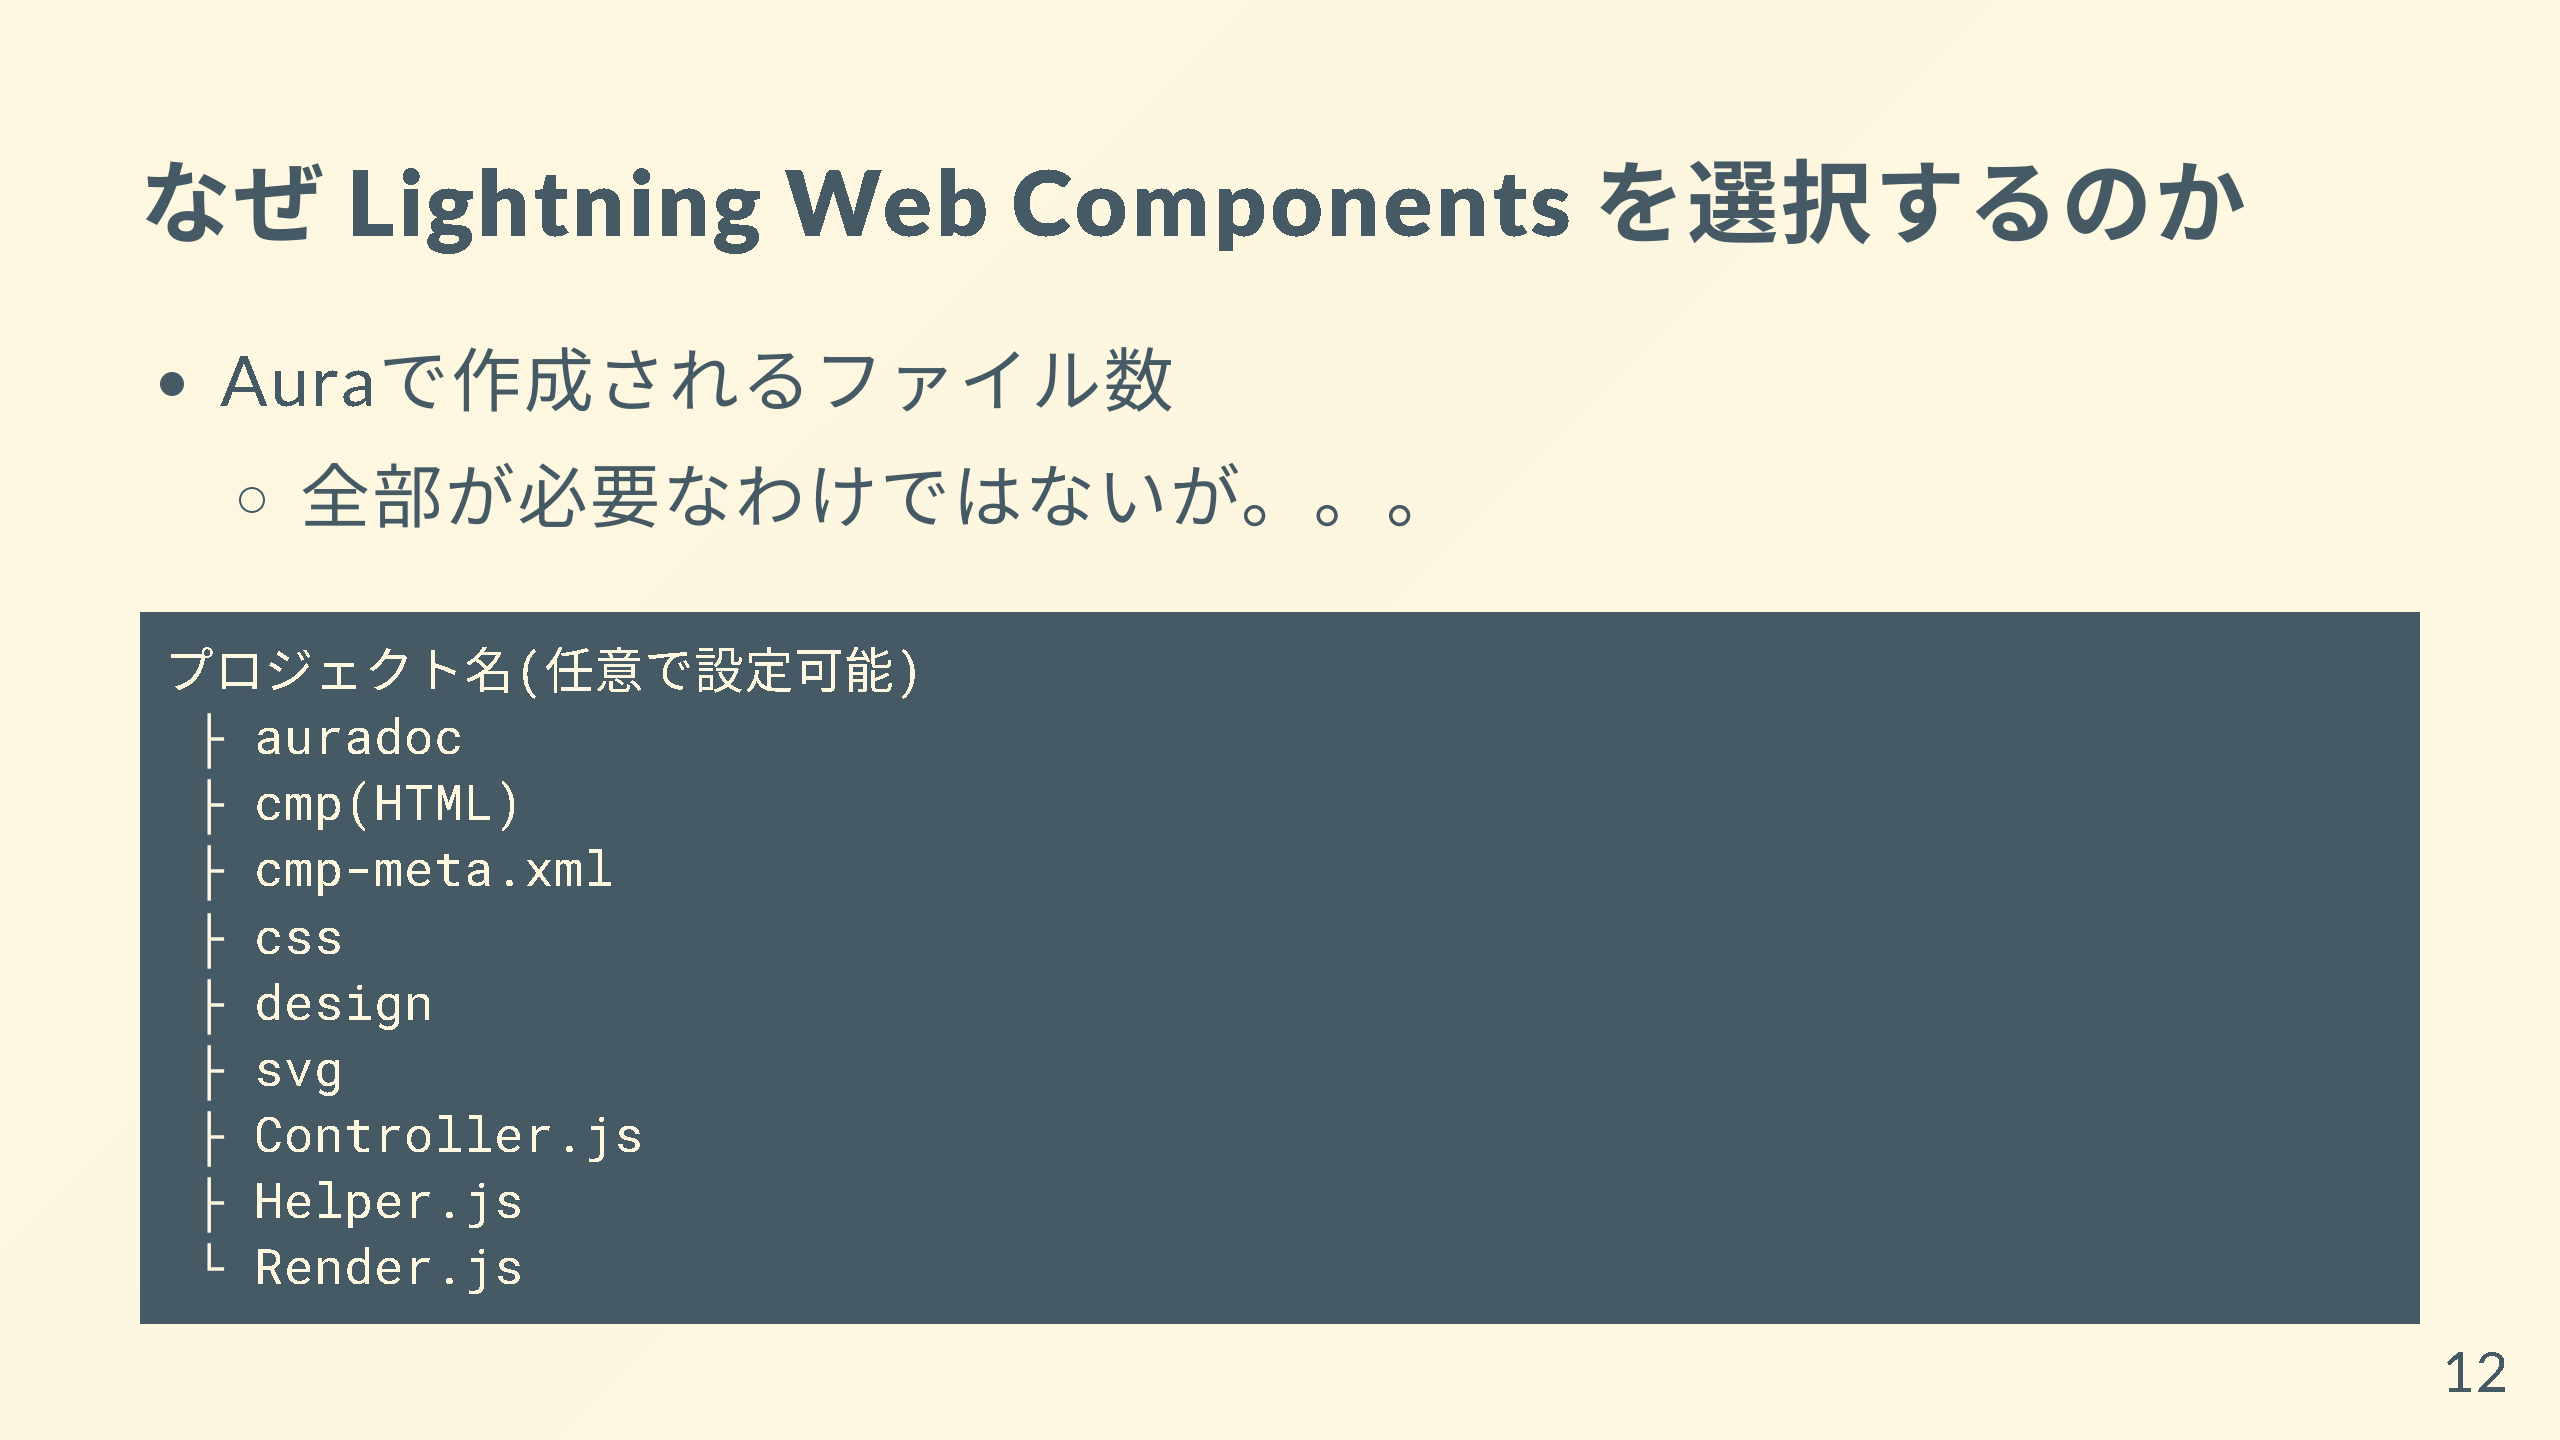 なぜ Lightning Web Components を選択するのか
• Auraで作成されるファイル数
○ 全部が必要なわけではないが。。。
プロジェクト名(任意で設定可能)
├ auradoc
├ cmp(HTML)
├ cmp-meta.xml
├ css
├ design
├ svg
├ Controller.js
├ Helper.js
└ Render.js
12